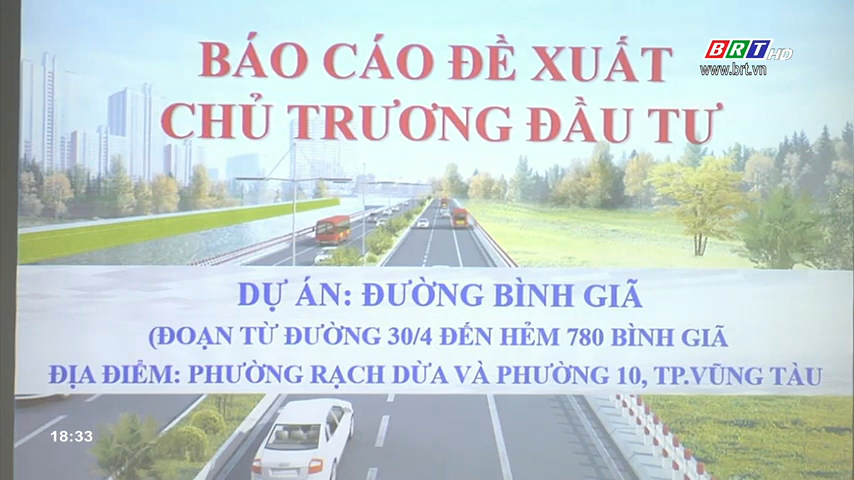 BRT HD
www.brt.vn
BÁO CÁO ĐỀ XUẤT
CHỦ TRƯƠNG ĐẦU TƯ
DỰ ÁN: ĐƯỜNG BÌNH GIÃ
(ĐOẠN TỪ ĐƯỜNG 30/4 ĐẾN HẺM 780 BÌNH GIÃ
ĐỊA ĐIỂM: PHƯỜNG RẠCH DỪA VÀ PHƯỜNG 10, TP.VŨNG TÀU
18:33